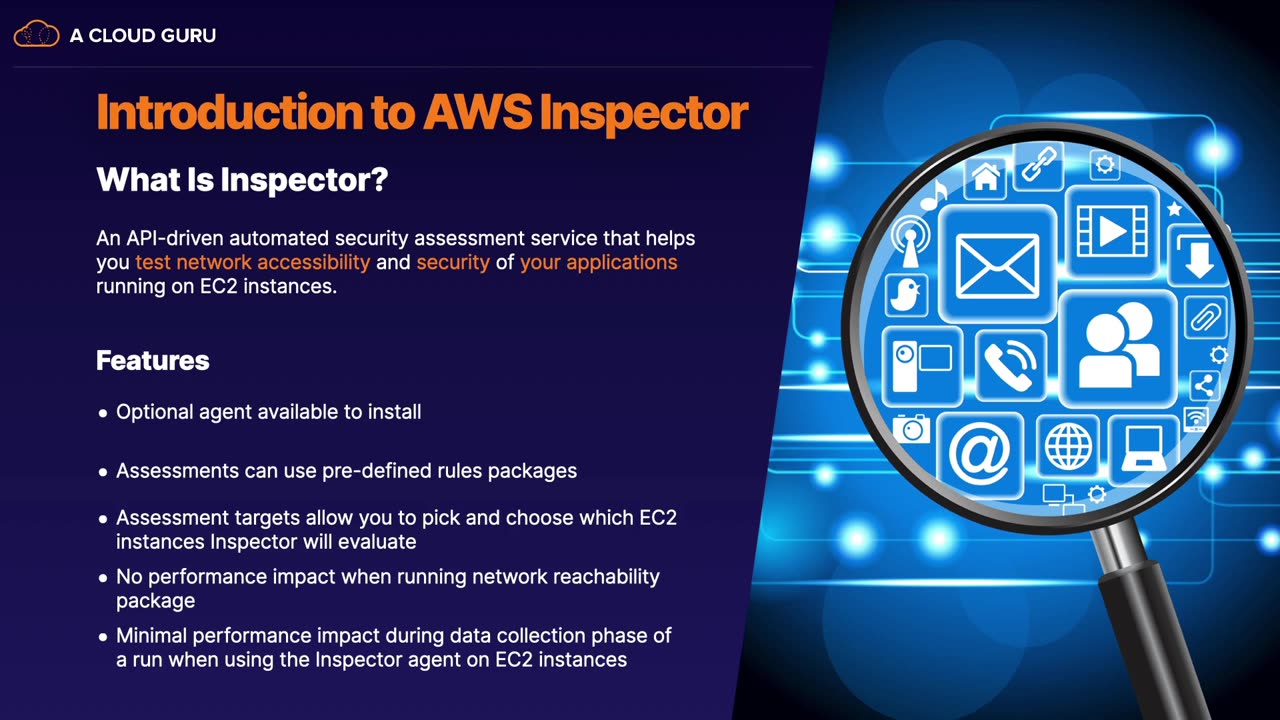 A CLOUD GURU
Introduction to AWS Inspector
What Is Inspector?
An API-driven automated security assessment service that helps
you test network accessibility and security of your applications
running on EC2 instances.
Features
• Optional agent available to install
• Assessments can use pre-defined rules packages
• Assessment targets allow you to pick and choose which EC2
instances Inspector will evaluate
• No performance impact when running network reachability
package
• Minimal performance impact during data collection phase of
a run when using the Inspector agent on EC2 instances
@